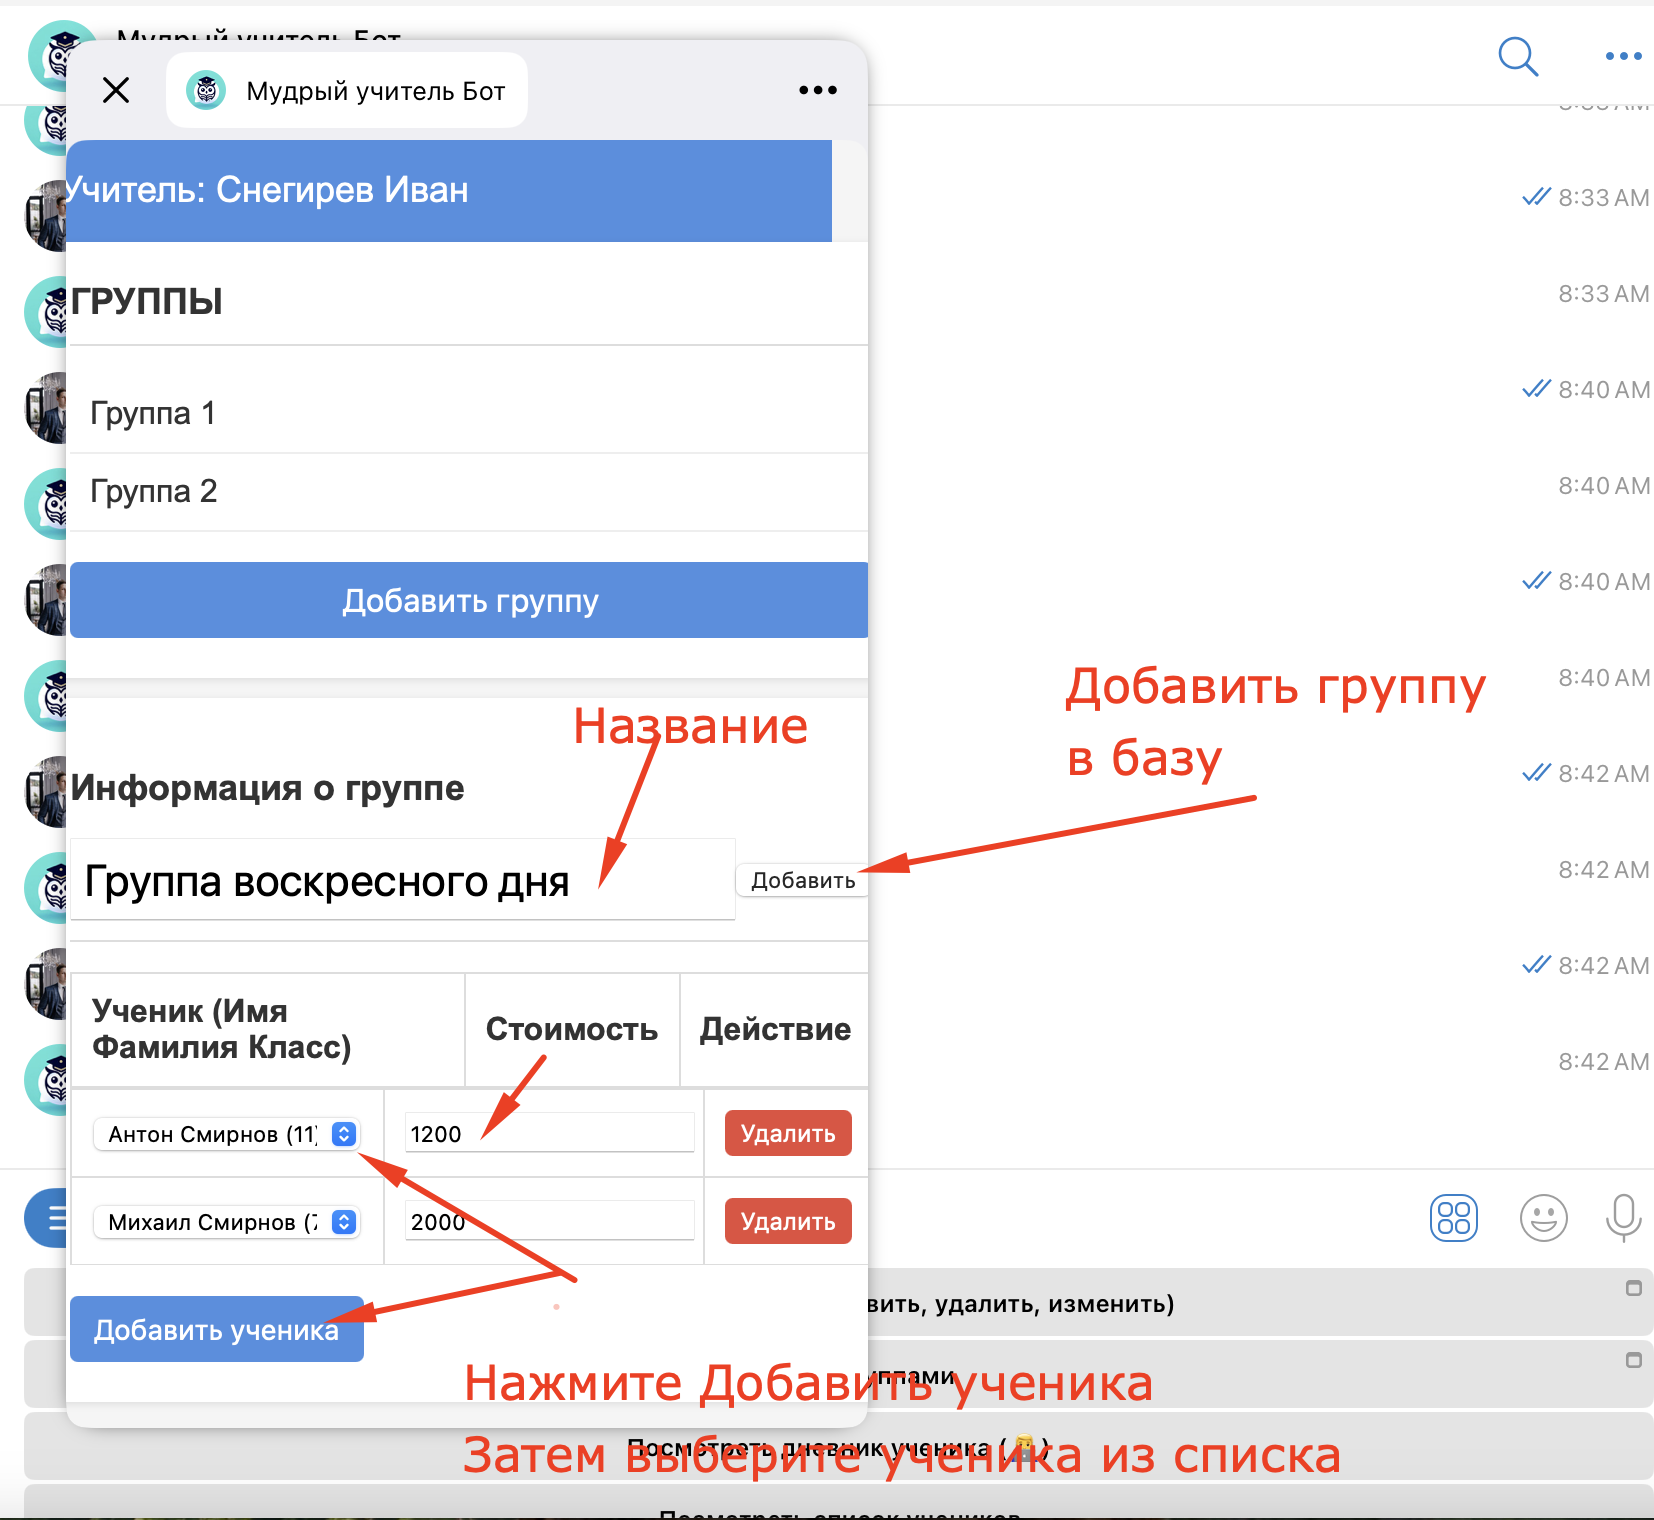 Мудрый учитель Бот
Мудрый учитель Бот
Учитель: Снегирев Иван
8:33 AM
ГРУППЫ
8:33 AM
Группа 1
8:40 AM
Группа 2
8:40 AM
Добавить группу
8:40 AM
8:40 AM
Добавить группу
в базу
Название
Информация о группе
8:42 AM
Группа воскресного дня
Добавить
8:42 AM
Ученик (Имя
Фамилия Класс)
Стоимость
Действие
8:42 AM
8:42 AM
Антон Смирнов (11)
1200
Удалить
Михаил Смирнов (7
2000
Удалить
вить, удалить, изменить)
Добавить ученика
Нажмите Добавить ученика
Посмотреть дневник ученика ( )
Затем выберите ученика из списка
Посмотреть список учеников